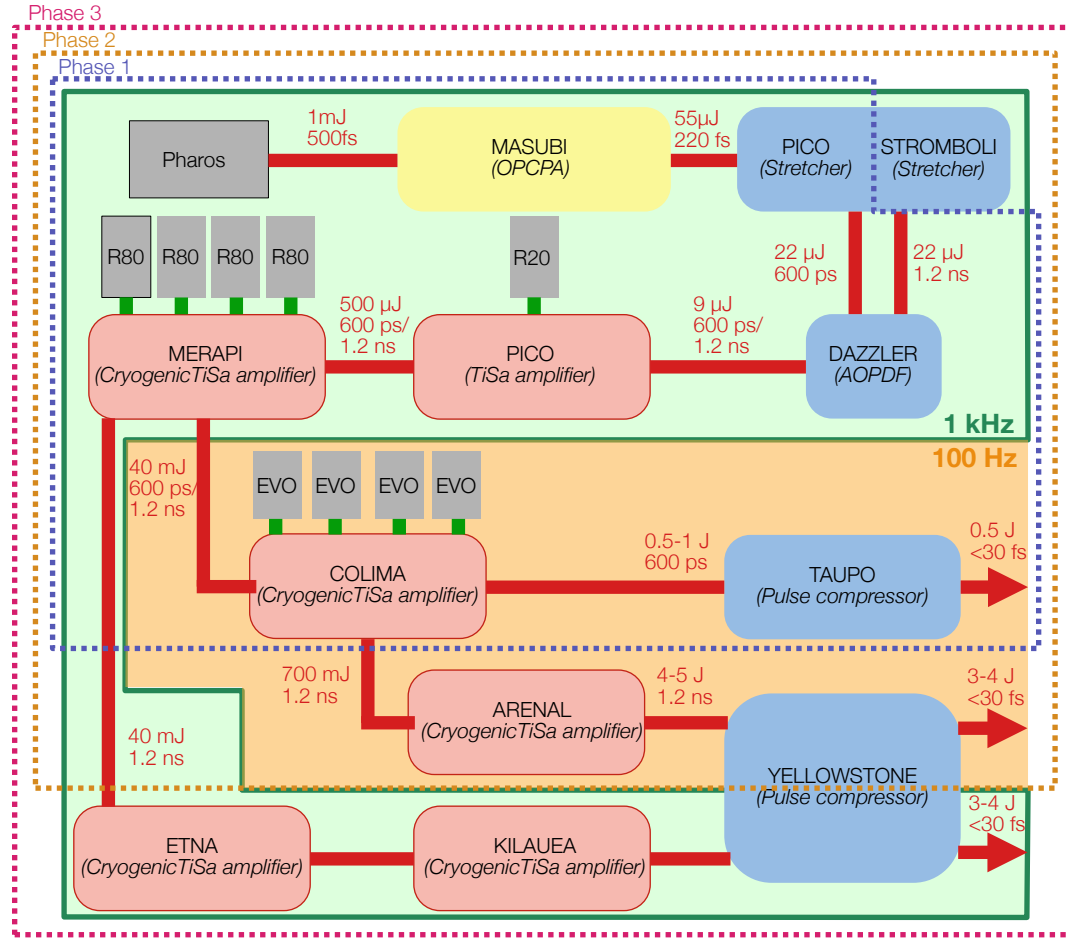 Phase 3
Phase 2
Phase 1
Pharos
1mJ
500fs
MASUBI
(OPCPA)
55µJ
220 fs
PICO
(Stretcher)
STROMBOLI
(Stretcher)
R80
R80
R80
R80
R20
22 µJ
600 ps
22 µJ
1.2 ns
MERAPI
(CryogenicTiSa amplifier)
500 µJ
600 ps/
1.2 ns
PICO
(TiSa amplifier)
9 µJ
600 ps/
1.2 ns
DAZZLER
(AOPDF)
1 kHz
100 Hz
40 mJ
600 ps/
1.2 ns
EVO
EVO
EVO
EVO
COLIMA
(CryogenicTiSa amplifier)
0.5-1 J
600 ps
TAUPO
(Pulse compressor)
0.5 J
<30 fs
700 mJ
1.2 ns
ARENAL
(CryogenicTiSa amplifier)
4-5 J
1.2 ns
3-4 J
<30 fs
40 mJ
1.2 ns
YELLOWSTONE
(Pulse compressor)
3-4 J
<30 fs
ETNA
(CryogenicTiSa amplifier)
KILAUEA
(CryogenicTiSa amplifier)